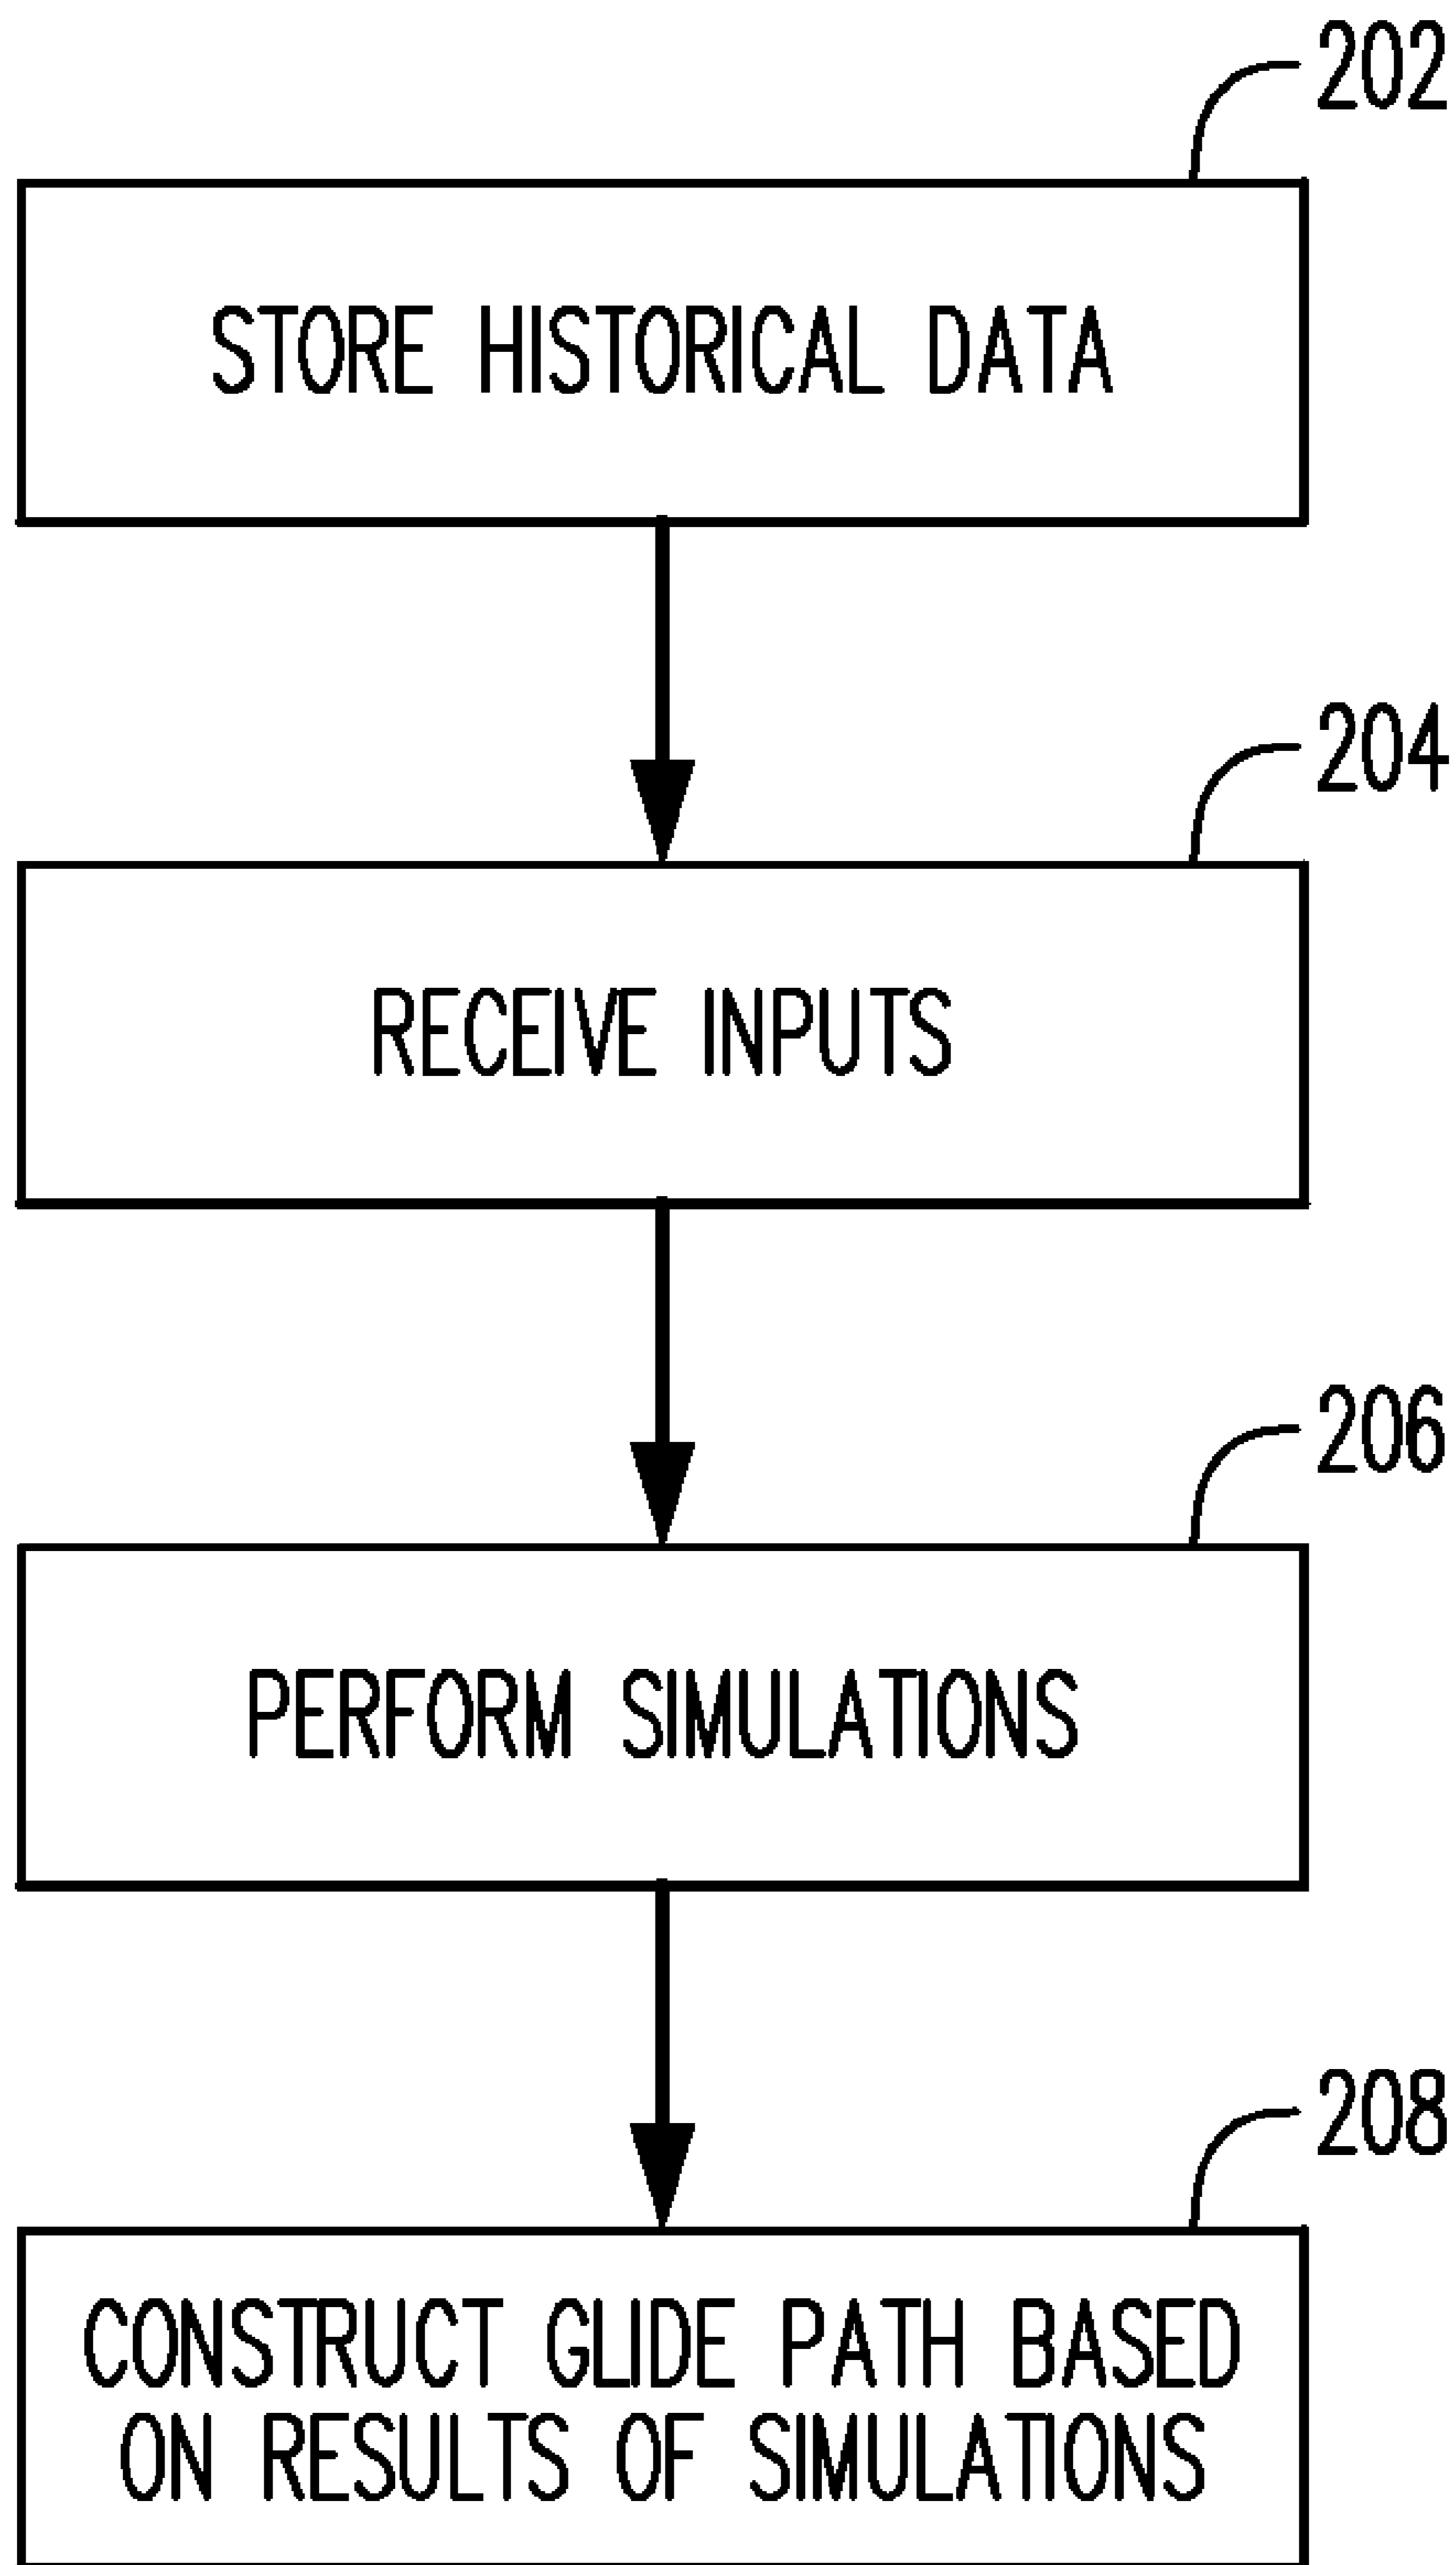 202
STORE HISTORICAL DATA
204
RECEIVE INPUTS
206
PERFORM SIMULATIONS
208
CONSTRUCT GLIDE PATH BASED
ON RESULTS OF SIMULATIONS